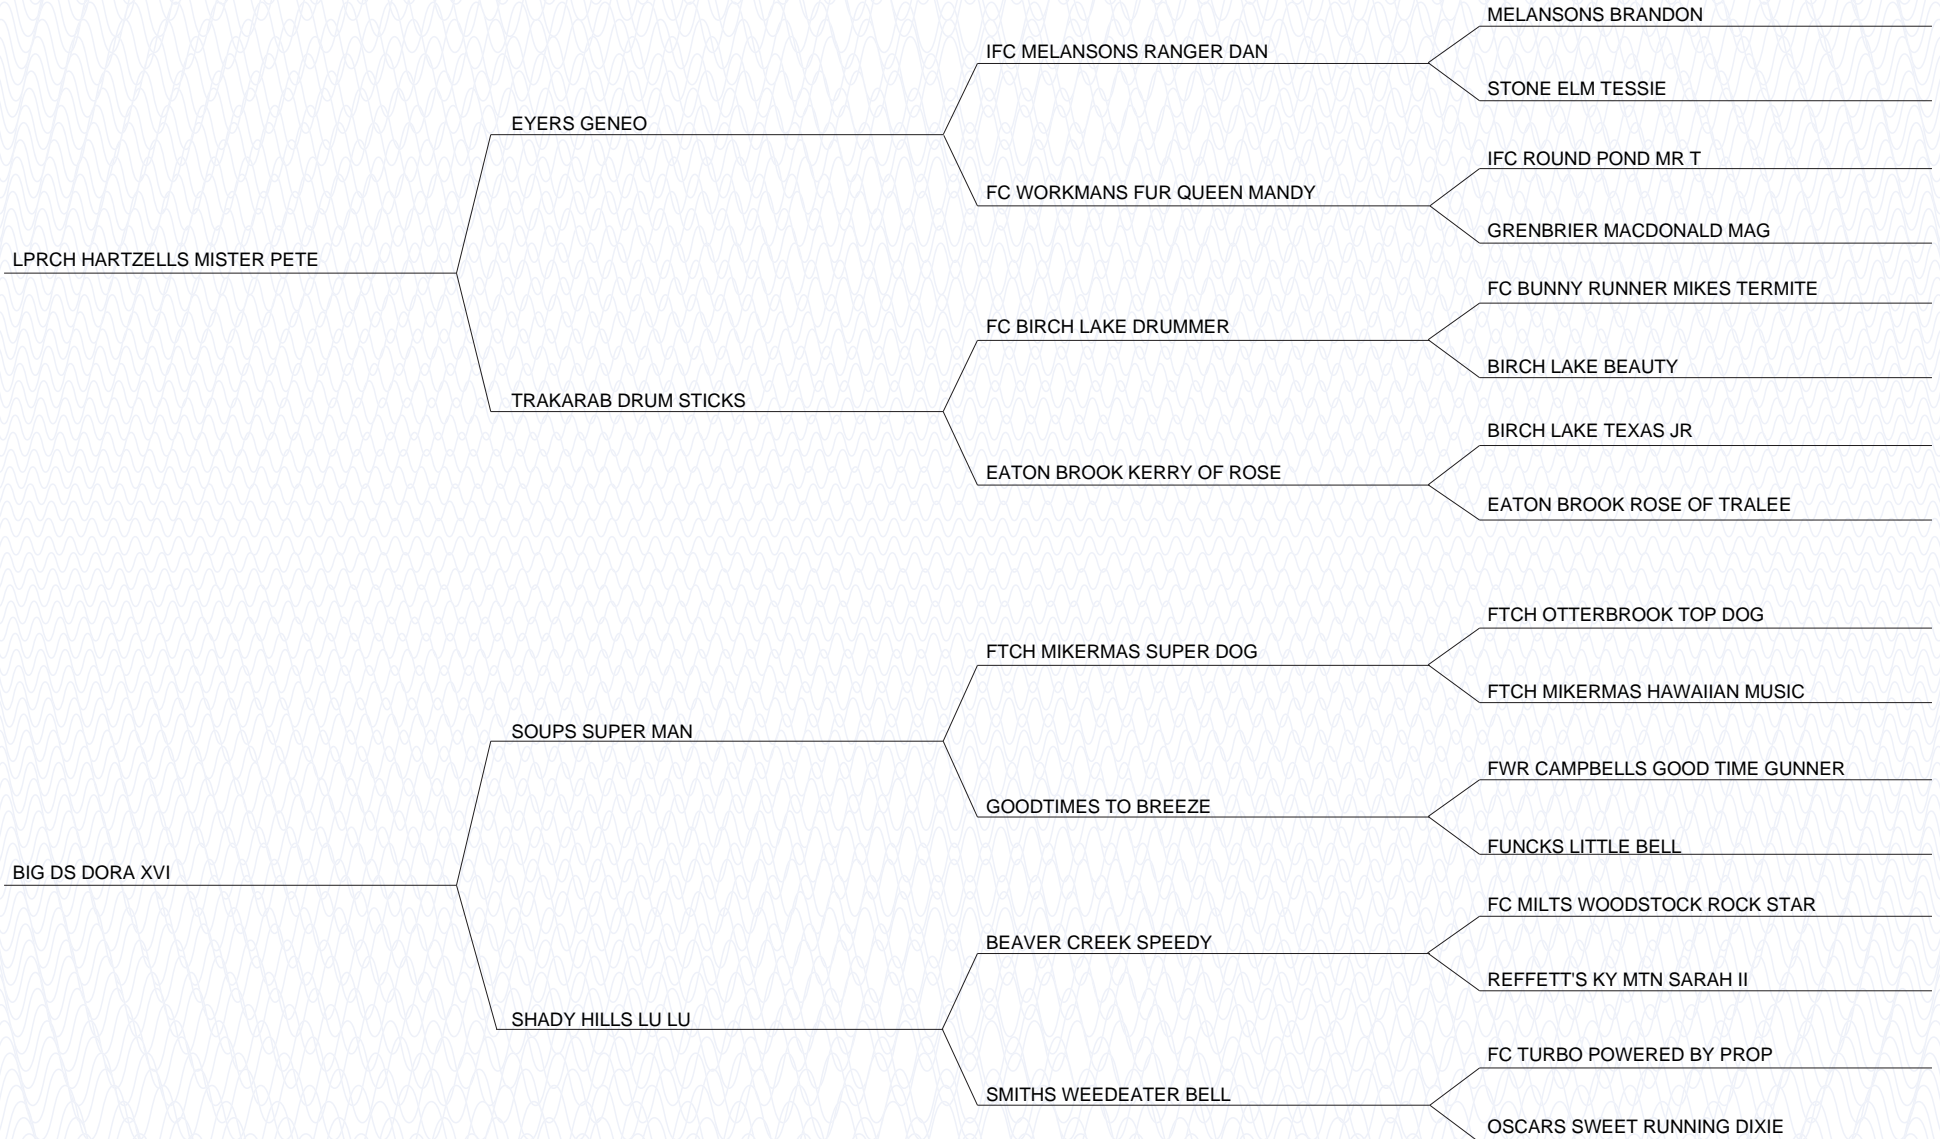 MELANSONS BRANDON
IFC MELANSONS RANGER DAN
STONE ELM TESSIE
EYERS GENEO
IFC ROUND POND MR T
FC WORKMANS FUR QUEEN MANDY
GRENBRIER MACDONALD MAG
LPRCH HARTZELLS MISTER PETE
FC BUNNY RUNNER MIKES TERMITE
FC BIRCH LAKE DRUMMER
BIRCH LAKE BEAUTY
TRAKARAB DRUM STICKS
BIRCH LAKE TEXAS JR
EATON BROOK KERRY OF ROSE
EATON BROOK ROSE OF TRALEE
FTCH OTTERBROOK TOP DOG
FTCH MIKERMAS SUPER DOG
FTCH MIKERMAS HAWAIIAN MUSIC
SOUPS SUPER MAN
FWR CAMPBELLS GOOD TIME GUNNER
GOODTIMES TO BREEZE
FUNCKS LITTLE BELL
BIG DS DORA XVI
FC MILTS WOODSTOCK ROCK STAR
BEAVER CREEK SPEEDY
REFFETT'S KY MTN SARAH II
SHADY HILLS LU LU
FC TURBO POWERED BY PROP
SMITHS WEEDEATER BELL
OSCARS SWEET RUNNING DIXIE